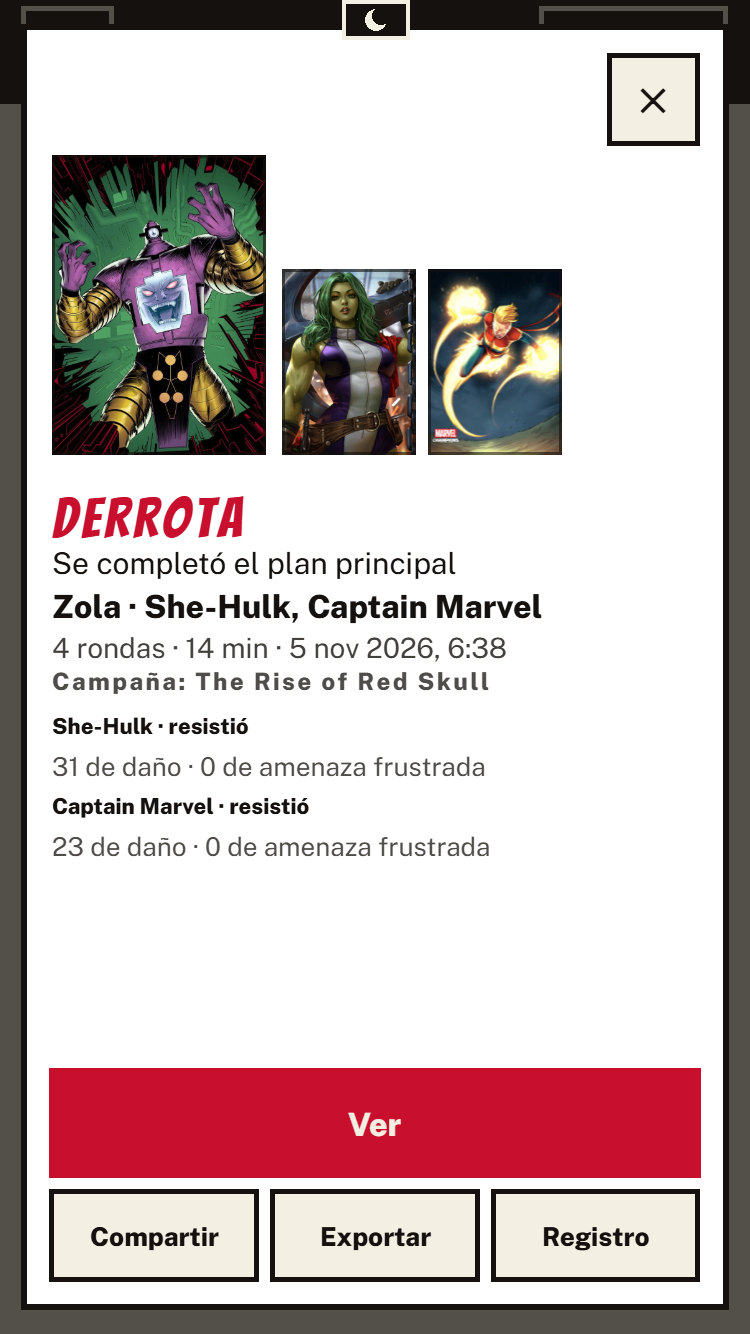 DERROTA
Se completó el plan principal
Zola · She-Hulk, Captain Marvel
4 rondas · 14 min · 5 nov 2026, 6:38
Campaña: The Rise of Red Skull
She-Hulk · resistió
31 de daño · 0 de amenaza frustrada
Captain Marvel · resistió
23 de daño · 0 de amenaza frustrada
Ver
Compartir
Exportar
Registro